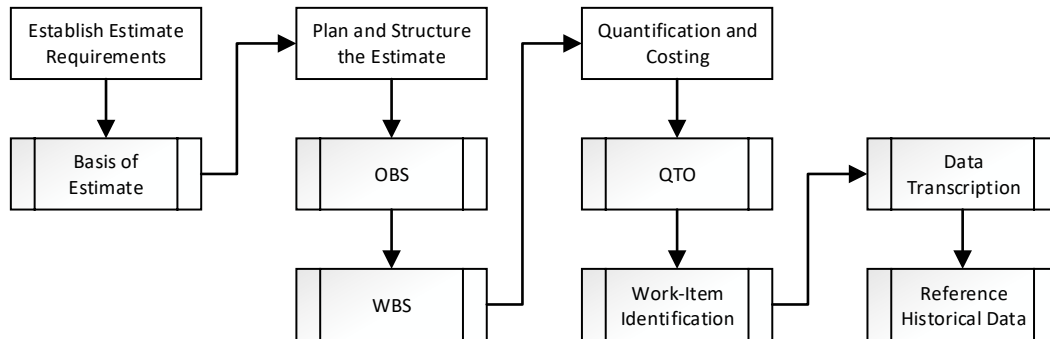 Establish Estimate
Requirements
Basis of
Estimate
Plan and Structure
the Estimate
OBS
WBS
Quantification and
Costing
QTO
Work-Item
Identification
Data
Transcription
Reference
Historical Data